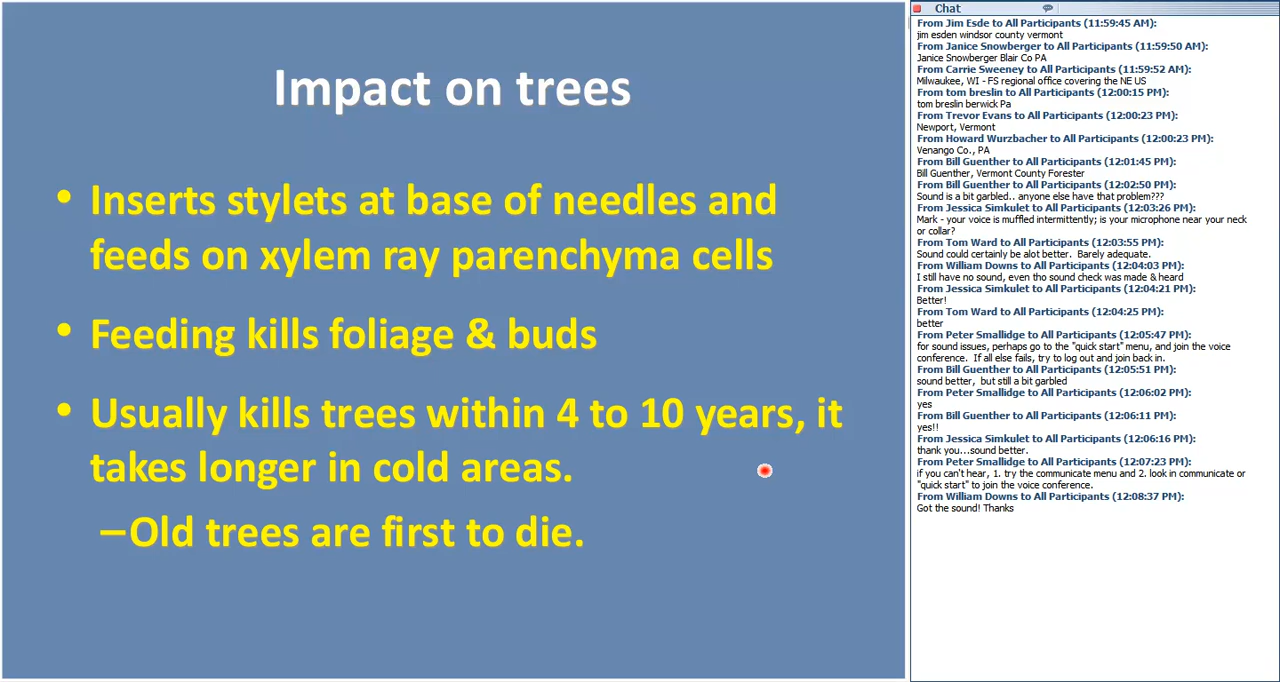 Impact on trees
• Inserts stylets at base of needles and
feeds on xylem ray parenchyma cells
• Feeding kills foliage & buds
• Usually kills trees within 4 to 10 years, it
takes longer in cold areas.
–Old trees are first to die.
Chat
From Jim Esde to All Participants (11:59:45 AM):
jim esden windsor county vermont
From Janice Snowberger to All Participants (11:59:50 AM):
Janice Snowberger Blair Co PA
From Carrie Sweeney to All Participants (11:59:52 AM):
Milwaukee, WI - FS regional office covering the NE US
From tom breslin to All Participants (12:00:15 PM):
tom breslin berwick Pa
From Trevor Evans to All Participants (12:00:23 PM):
Newport, Vermont
From Howard Wurzbacher to All Participants (12:00:23 PM):
Venango Co., PA
From Bill Guenther to All Participants (12:01:45 PM):
Bill Guenther, Vermont County Forester
From Bill Guenther to All Participants (12:02:50 PM):
Sound is a bit garbled.. anyone else have that problem???
From Jessica Simkulet to All Participants (12:03:26 PM):
Mark - your voice is muffled intermittently; is your microphone near your neck
or collar?
From Tom Ward to All Participants (12:03:55 PM):
Sound could certainly be alot better. Barely adequate.
From William Downs to All Participants (12:04:03 PM):
I still have no sound, even tho sound check was made & heard
From Jessica Simkulet to All Participants (12:04:21 PM):
Better!
From Tom Ward to All Participants (12:04:25 PM):
better
From Peter Smallidge to All Participants (12:05:47 PM):
for sound issues, perhaps go to the "quick start" menu, and join the voice
conference. If all else fails, try to log out and join back in.
From Bill Guenther to All Participants (12:05:51 PM):
sound better, but still a bit garbled
From Peter Smallidge to All Participants (12:06:02 PM):
yes
From Bill Guenther to All Participants (12:06:11 PM):
yes!!
From Jessica Simkulet to All Participants (12:06:16 PM):
thank you...sound better.
From Peter Smallidge to All Participants (12:07:23 PM):
if you can't hear, 1. try the communicate menu and 2. look in communicate or
"quick start" to join the voice conference.
From William Downs to All Participants (12:08:37 PM):
Got the sound! Thanks